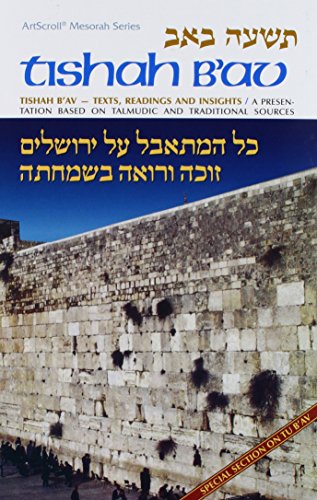 ArtScroll® Mesorah Series
תשעה באב
tishah b'av
TISHAH B'AV — TEXTS, READINGS AND INSIGHTS / A PRESEN-
TATION BASED ON TALMUDIC AND TRADITIONAL SOURCES
כל המתאבל על ירושלים
זוכה ורואה בשמחתה
SPECIAL SECTION ON TU B'AV